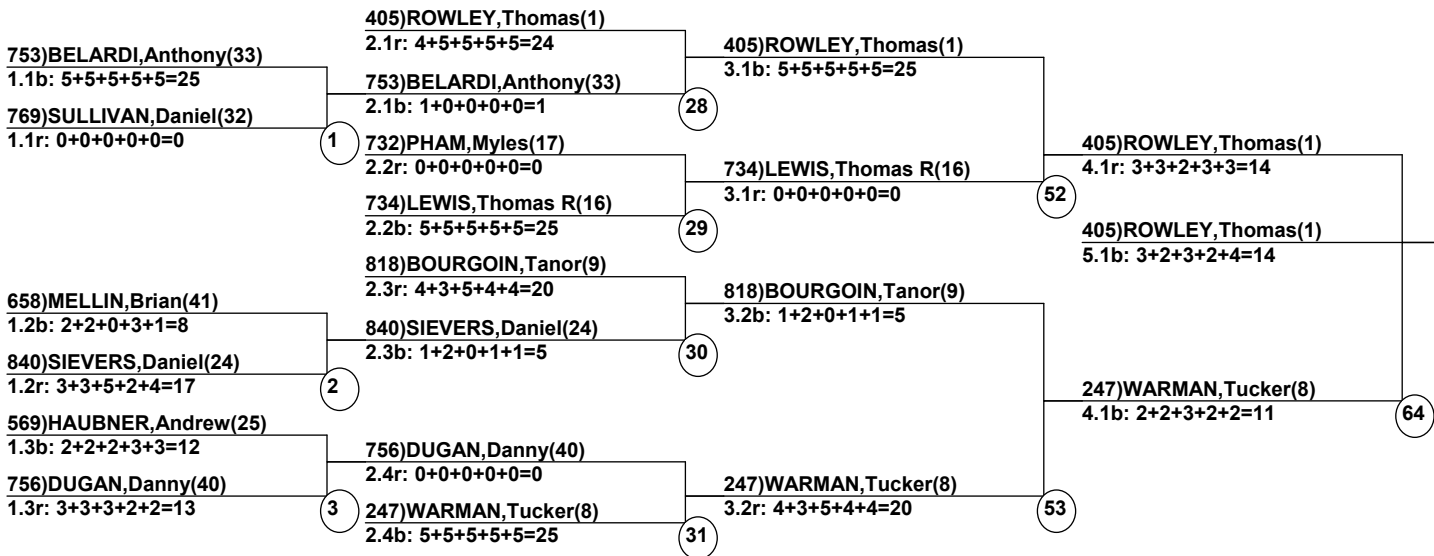 753)BELARDI,Anthony(33)
1.1b: 5+5+5+5+5=25
769)SULLIVAN,Daniel(32)
1.1r: 0+0+0+0+0=0
1
658)MELLIN,Brian(41)
1.2b: 2+2+0+3+1=8
840)SIEVERS,Daniel(24)
1.2r: 3+3+5+2+4=17
2
569)HAUBNER,Andrew(25)
1.3b: 2+2+2+3+3=12
756)DUGAN,Danny(40)
1.3r: 3+3+3+2+2=13
3
405)ROWLEY,Thomas(1)
2.1r: 4+5+5+5+5=24
753)BELARDI,Anthony(33)
2.1b: 1+0+0+0+0=1
28
732)PHAM,Myles(17)
2.2r: 0+0+0+0+0=0
734)LEWIS,Thomas R(16)
2.2b: 5+5+5+5+5=25
29
818)BOURGOIN,Tanor(9)
2.3r: 4+3+5+4+4=20
840)SIEVERS,Daniel(24)
2.3b: 1+2+0+1+1=5
30
756)DUGAN,Danny(40)
2.4r: 0+0+0+0+0=0
247)WARMAN,Tucker(8)
2.4b: 5+5+5+5+5=25
31
405)ROWLEY,Thomas(1)
3.1b: 5+5+5+5+5=25
734)LEWIS,Thomas R(16)
3.1r: 0+0+0+0+0=0
52
818)BOURGOIN,Tanor(9)
3.2b: 1+2+0+1+1=5
247)WARMAN,Tucker(8)
3.2r: 4+3+5+4+4=20
53
405)ROWLEY,Thomas(1)
4.1r: 3+3+2+3+3=14
405)ROWLEY,Thomas(1)
5.1b: 3+2+3+2+4=14
247)WARMAN,Tucker(8)
4.1b: 2+2+3+2+2=11
64